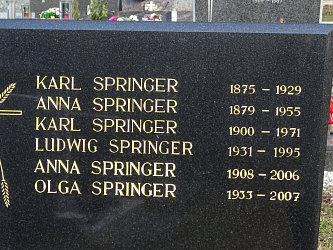 KARL SPRINGER 1875 – 1929
ANNA SPRINGER 1879 – 1955
KARL SPRINGER 1900 – 1971
LUDWIG SPRINGER 1931 – 1995
ANNA SPRINGER 1908 – 2006
OLGA SPRINGER 1933 – 2007